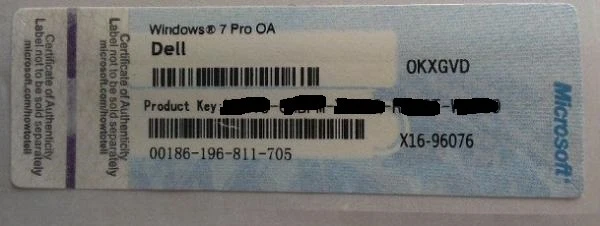 Certificate of Authenticity
Label not to be sold separately
microsoft.com/howtotell
Certificate of Authenticity
Label not to be sold separately
microsoft.com/howtotell
Windows® 7 Pro OA
Dell
OKXGVD
Product Key:
00186-196-811-705
X16-96076
Microsoft®